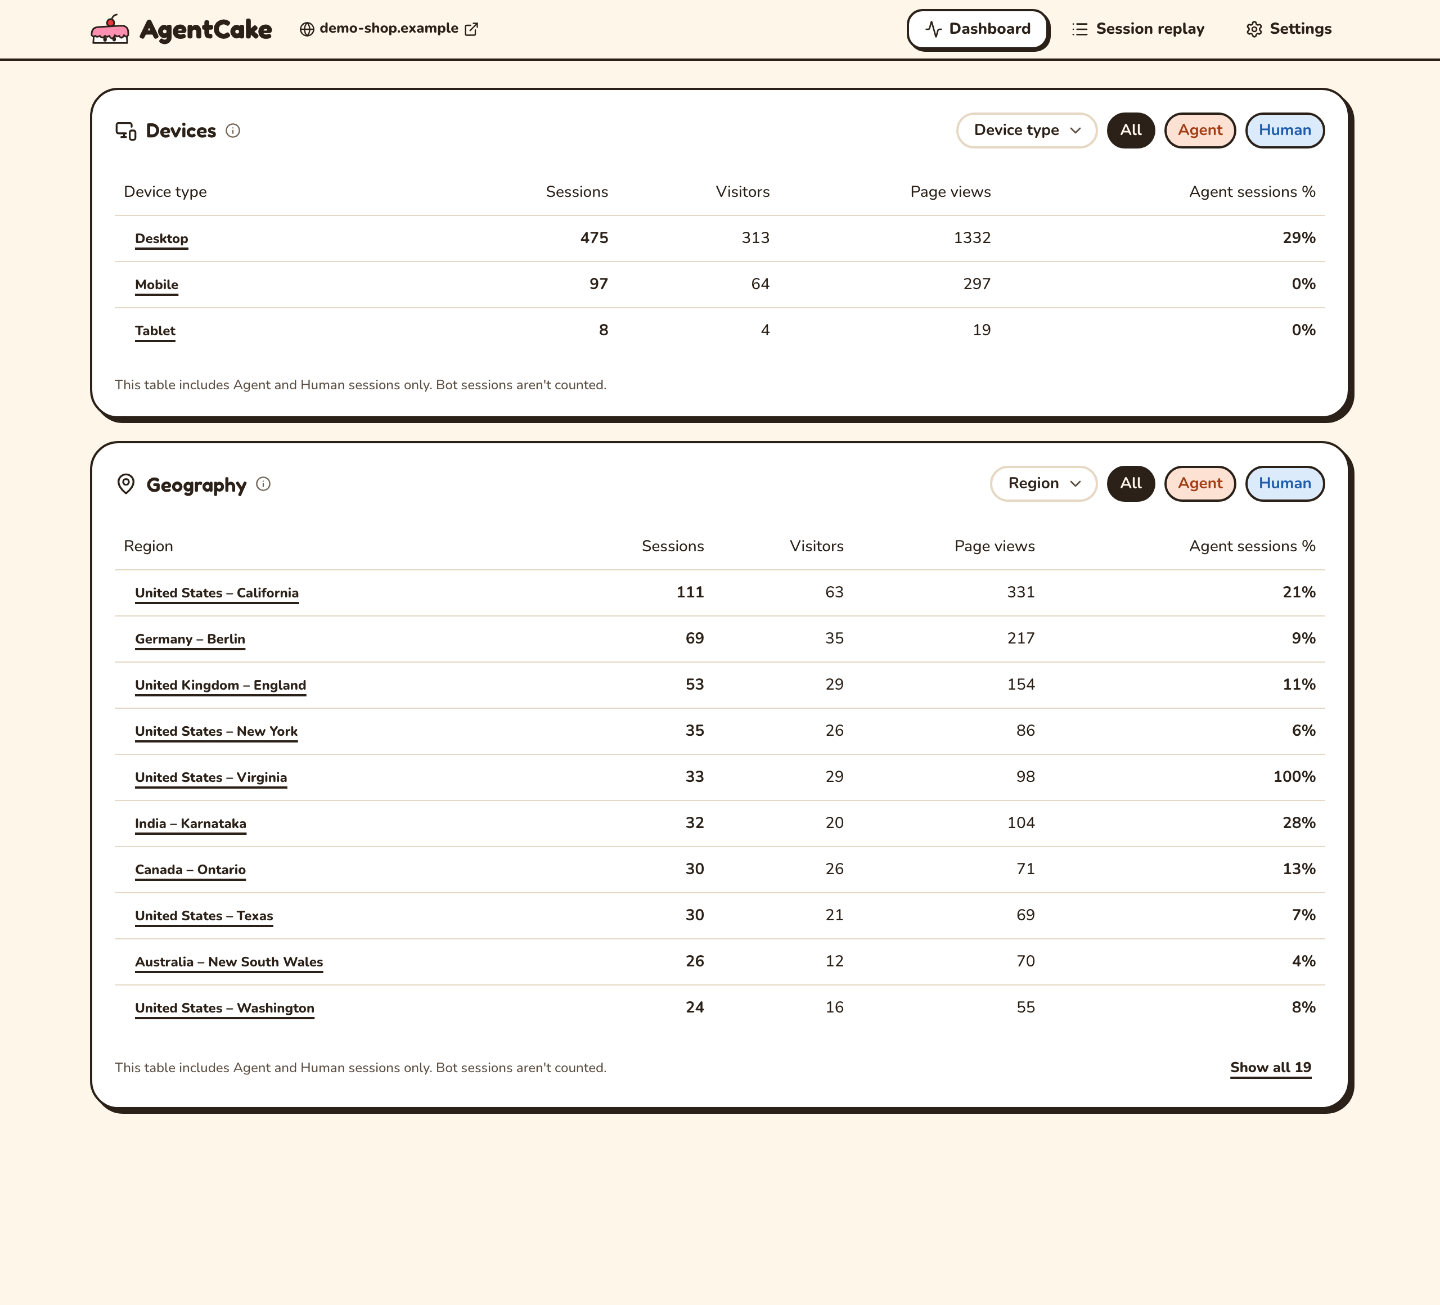 AgentCake demo-shop.example Dashboard Session replay Settings
Devices Device type All Agent Human
Device type Sessions Visitors Page views Agent sessions %
Desktop 475 313 1332 29%
Mobile 97 64 297 0%
Tablet 8 4 19 0%
This table includes Agent and Human sessions only. Bot sessions aren't counted.
Geography Region All Agent Human
Region Sessions Visitors Page views Agent sessions %
United States – California 111 63 331 21%
Germany – Berlin 69 35 217 9%
United Kingdom – England 53 29 154 11%
United States – New York 35 26 86 6%
United States – Virginia 33 29 98 100%
India – Karnataka 32 20 104 28%
Canada – Ontario 30 26 71 13%
United States – Texas 30 21 69 7%
Australia – New South Wales 26 12 70 4%
United States – Washington 24 16 55 8%
This table includes Agent and Human sessions only. Bot sessions aren't counted. Show all 19